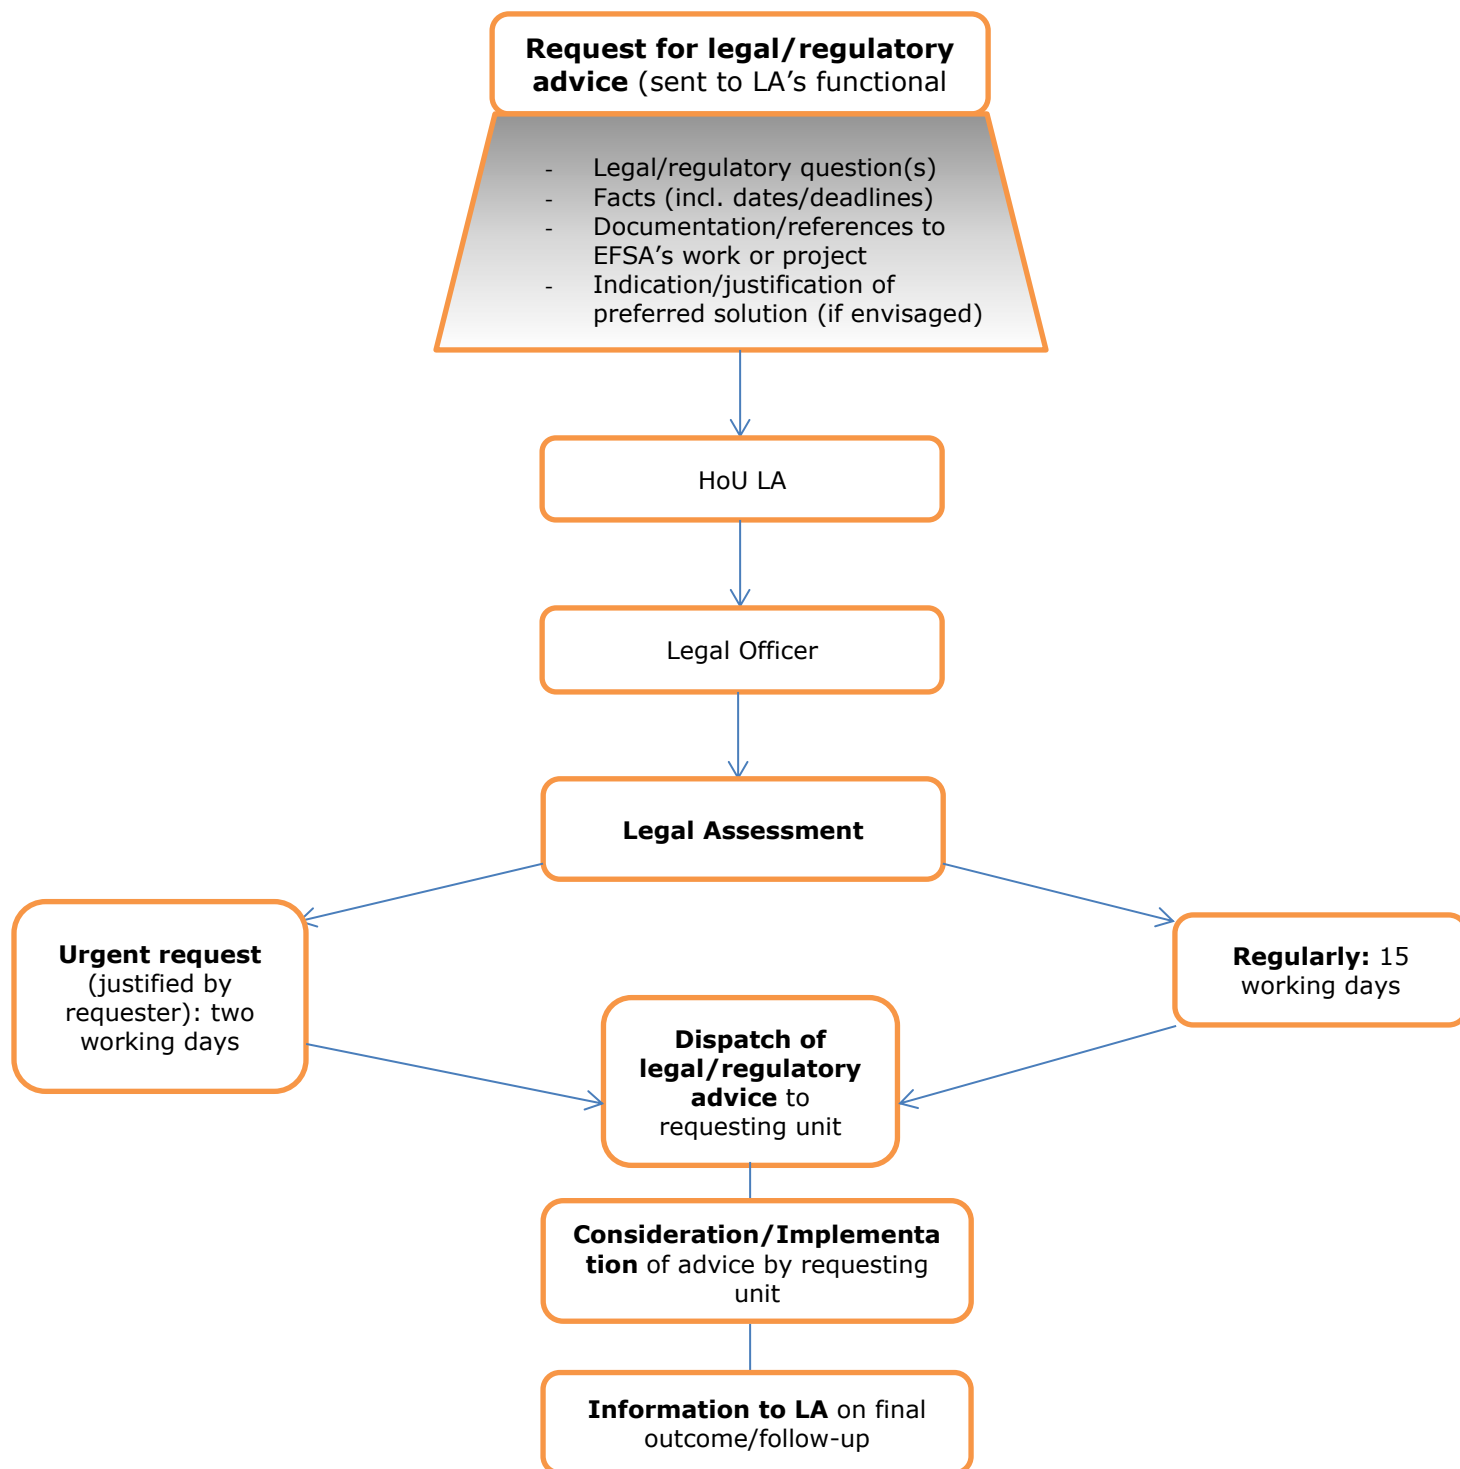 Request for legal/regulatory
advice (sent to LA's functional
- Legal/regulatory question(s)
- Facts (incl. dates/deadlines)
- Documentation/references to
EFSA's work or project
- Indication/justification of
preferred solution (if envisaged)
HoU LA
Legal Officer
Legal Assessment
Urgent request
(justified by
requester): two
working days
Regularly: 15
working days
Dispatch of
legal/regulatory
advice to
requesting unit
Consideration/Implementa
tion of advice by requesting
unit
Information to LA on final
outcome/follow-up